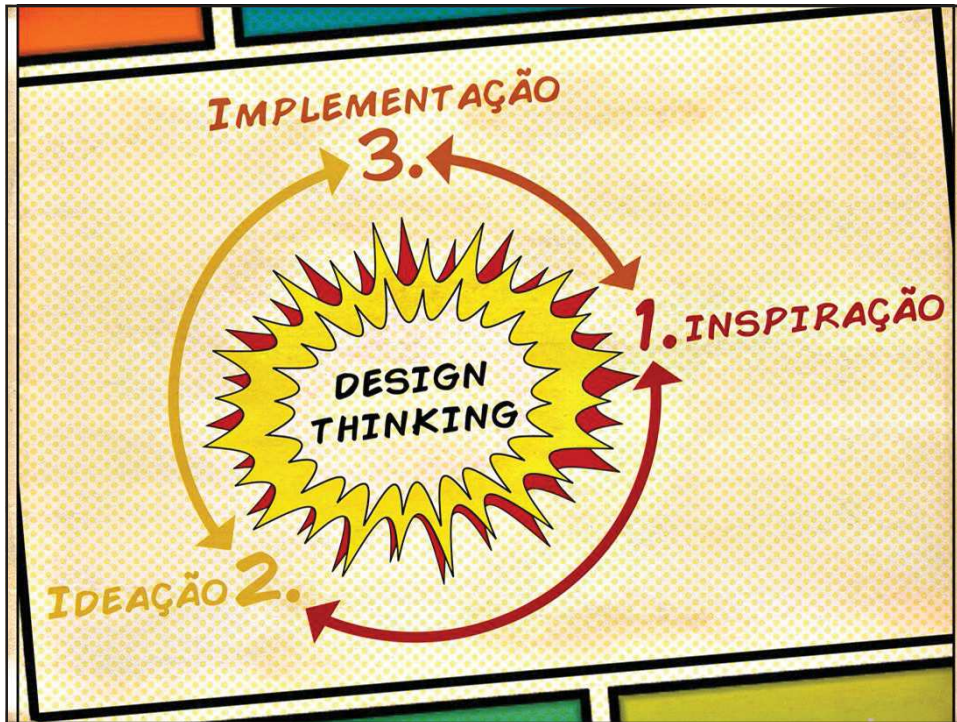 IMPLEMENTAÇÃO
3.
1. INSPIRAÇÃO
DESIGN
THINKING
IDEAÇÃO 2.